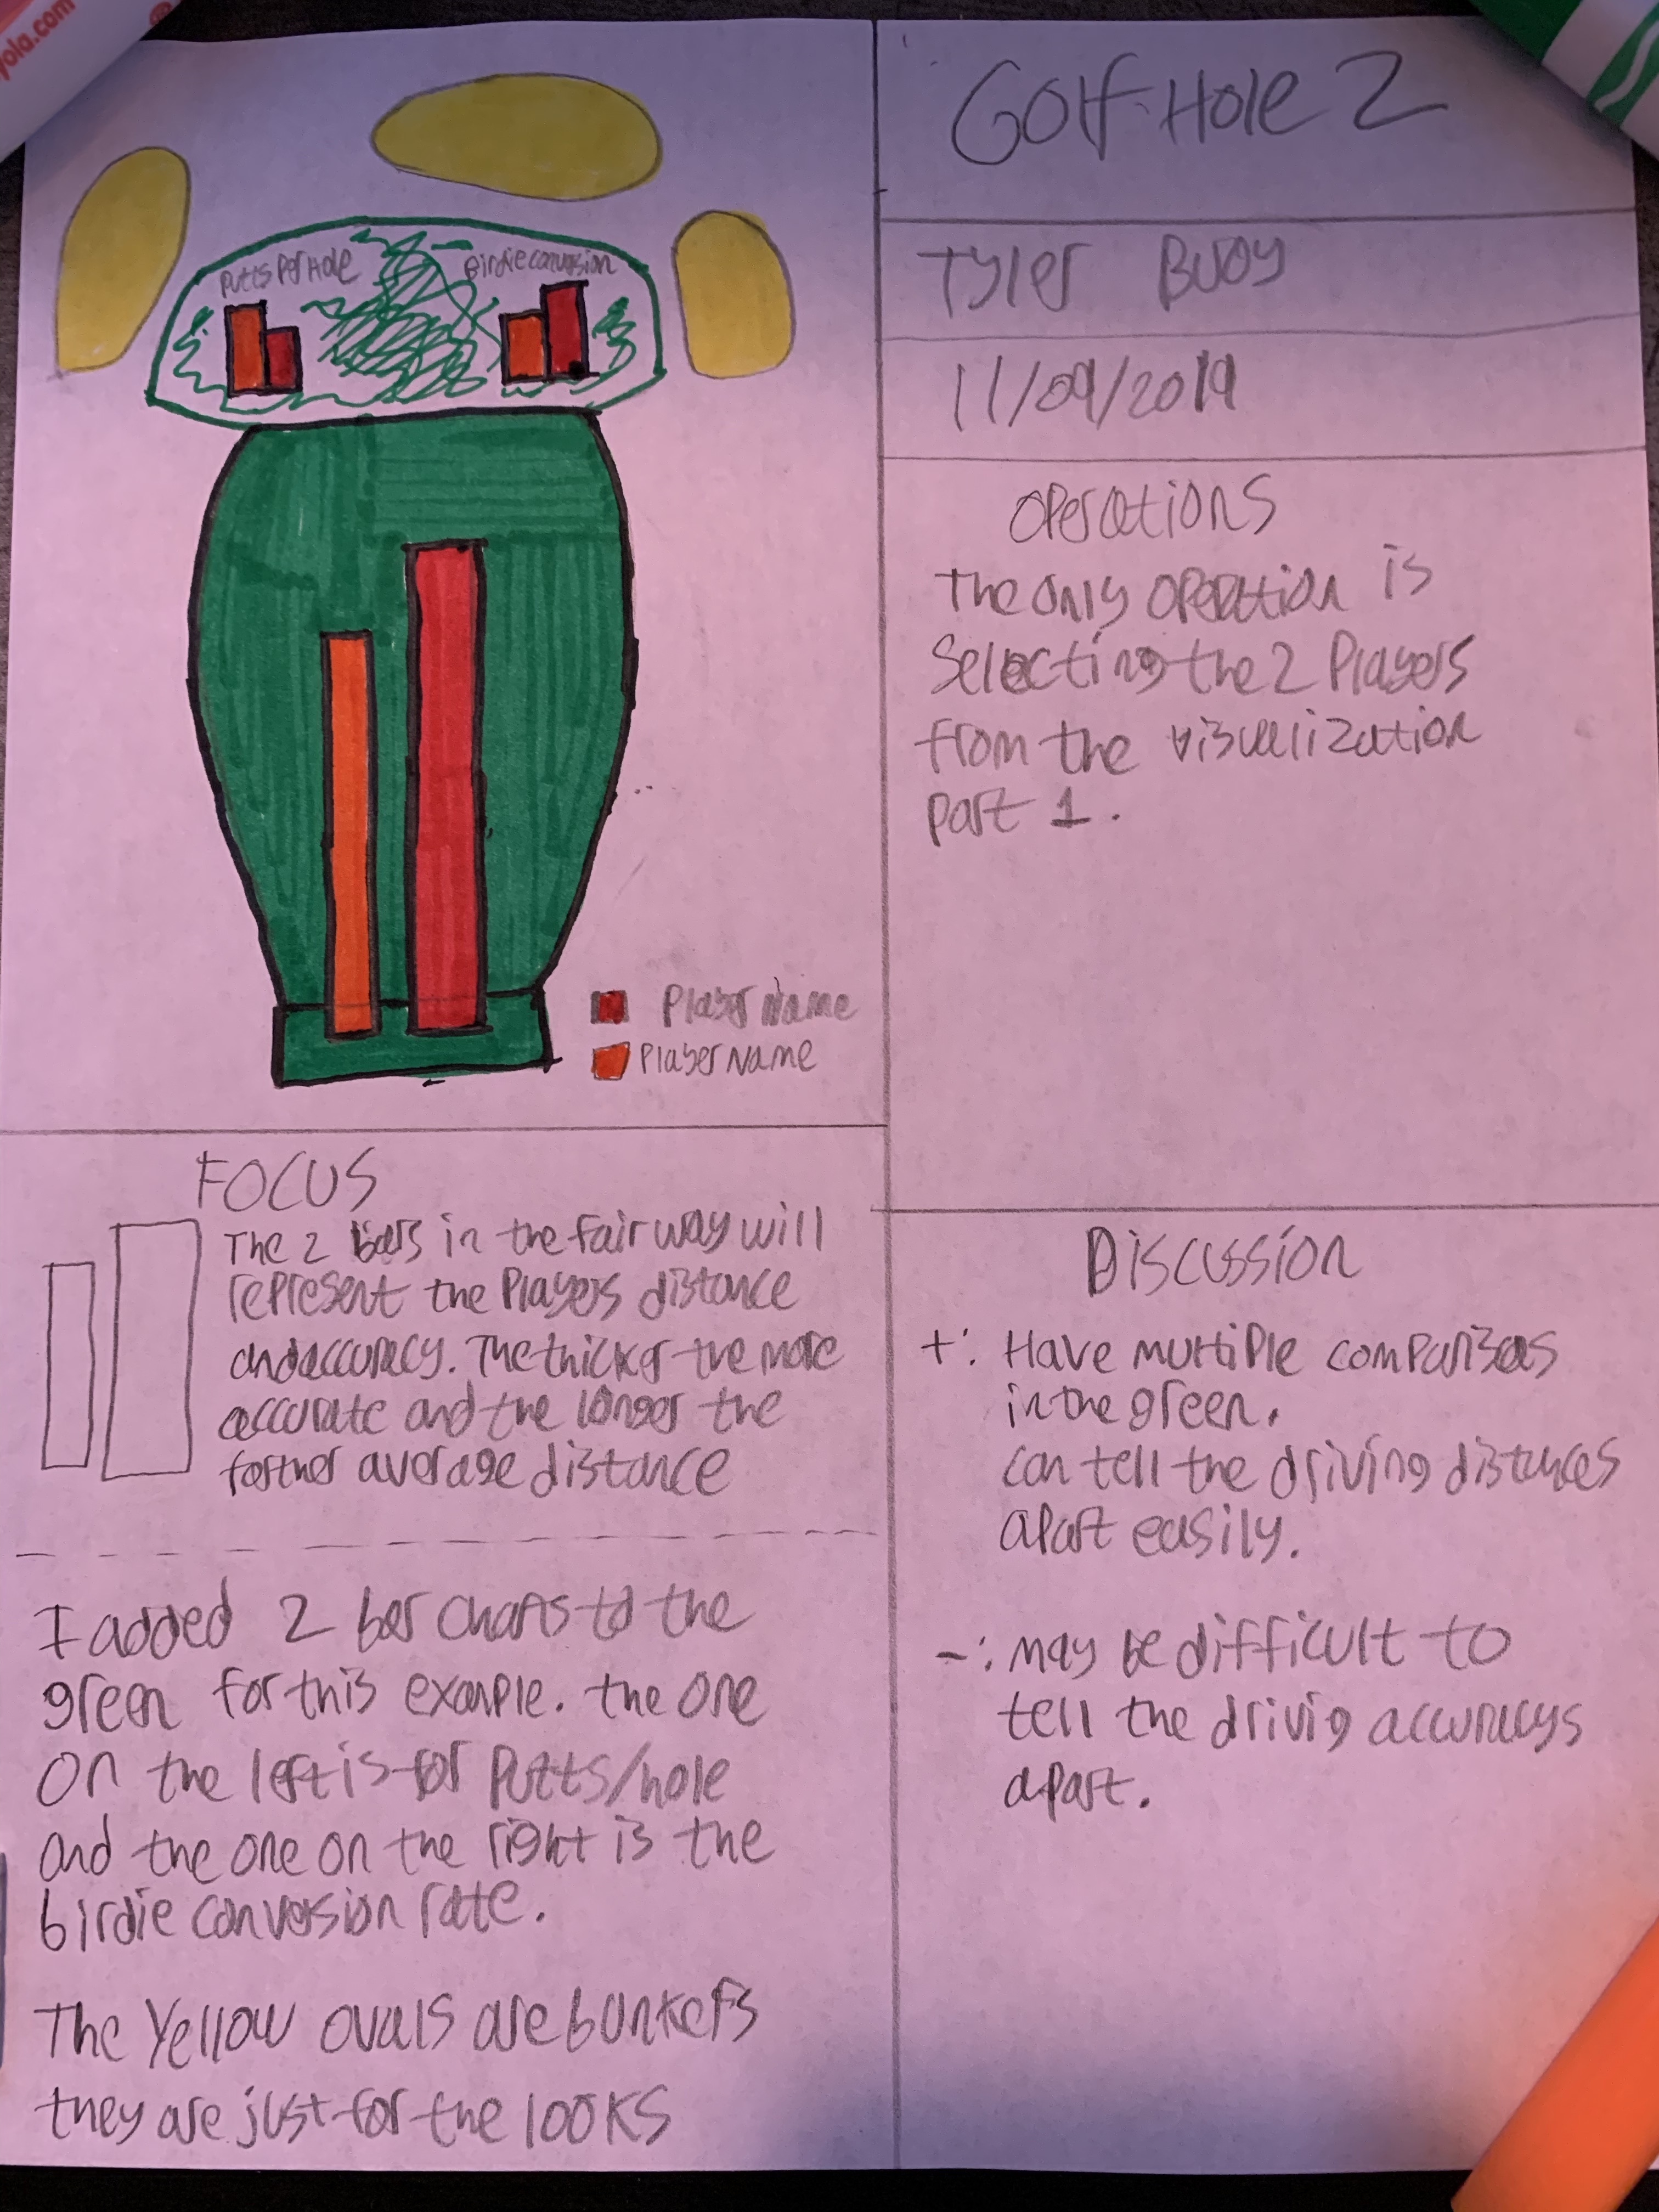 yola.com
Golf Hole 2
Tyler Buoy
11/09/2019
Putts Per Hole
Birdie conversion
Player Name
Player Name
Operations
The only operation is
Selecting the 2 Players
from the visualization
part 1.
FOCUS
The 2 bars in the fairway will
represent the Players distance
and accuracy. The thicker the more
accurate and the longer the
further average distance
I added 2 bar charts to the
green for this example. the one
on the left is for Putts/hole
and the one on the right is the
birdie conversion rate.
The Yellow ovals are bunkers
they are just for the looks
Discussion
+: Have multiple comparisons
in the green.
can tell the driving distances
apart easily.
-: may be difficult to
tell the drivig accuracys
apart.